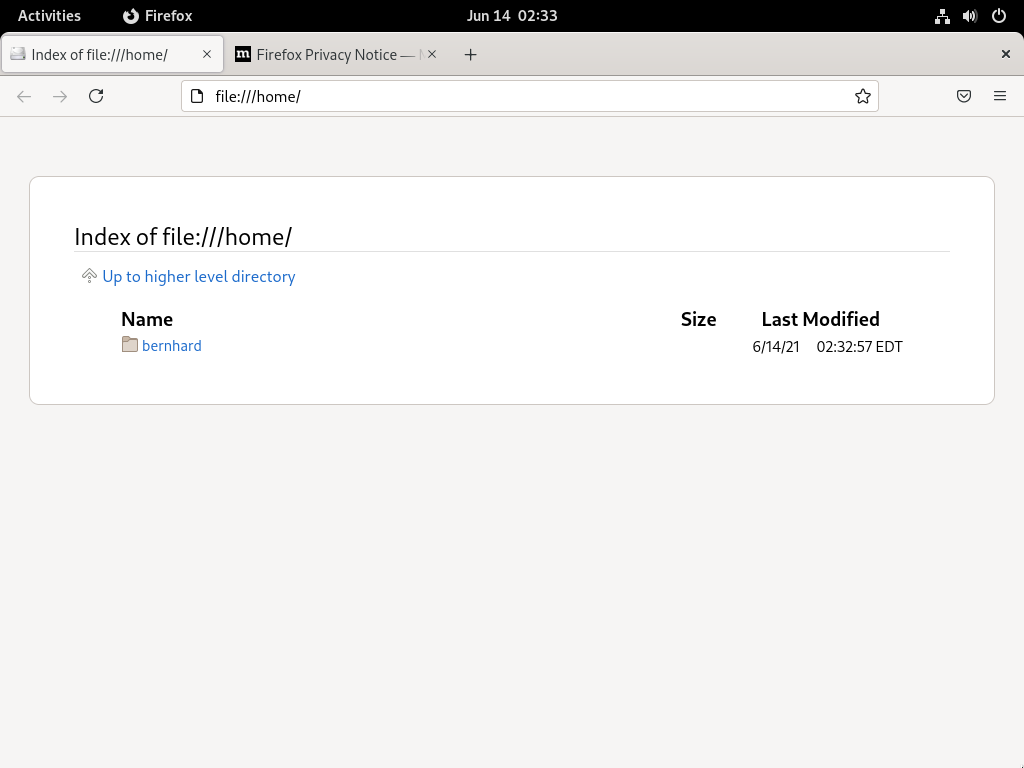 Activities Firefox Jun 14 02:33
Index of file:///home/ m Firefox Privacy Notice —
file:///home/
Index of file:///home/
Up to higher level directory
Name Size Last Modified
bernhard 6/14/21 02:32:57 EDT